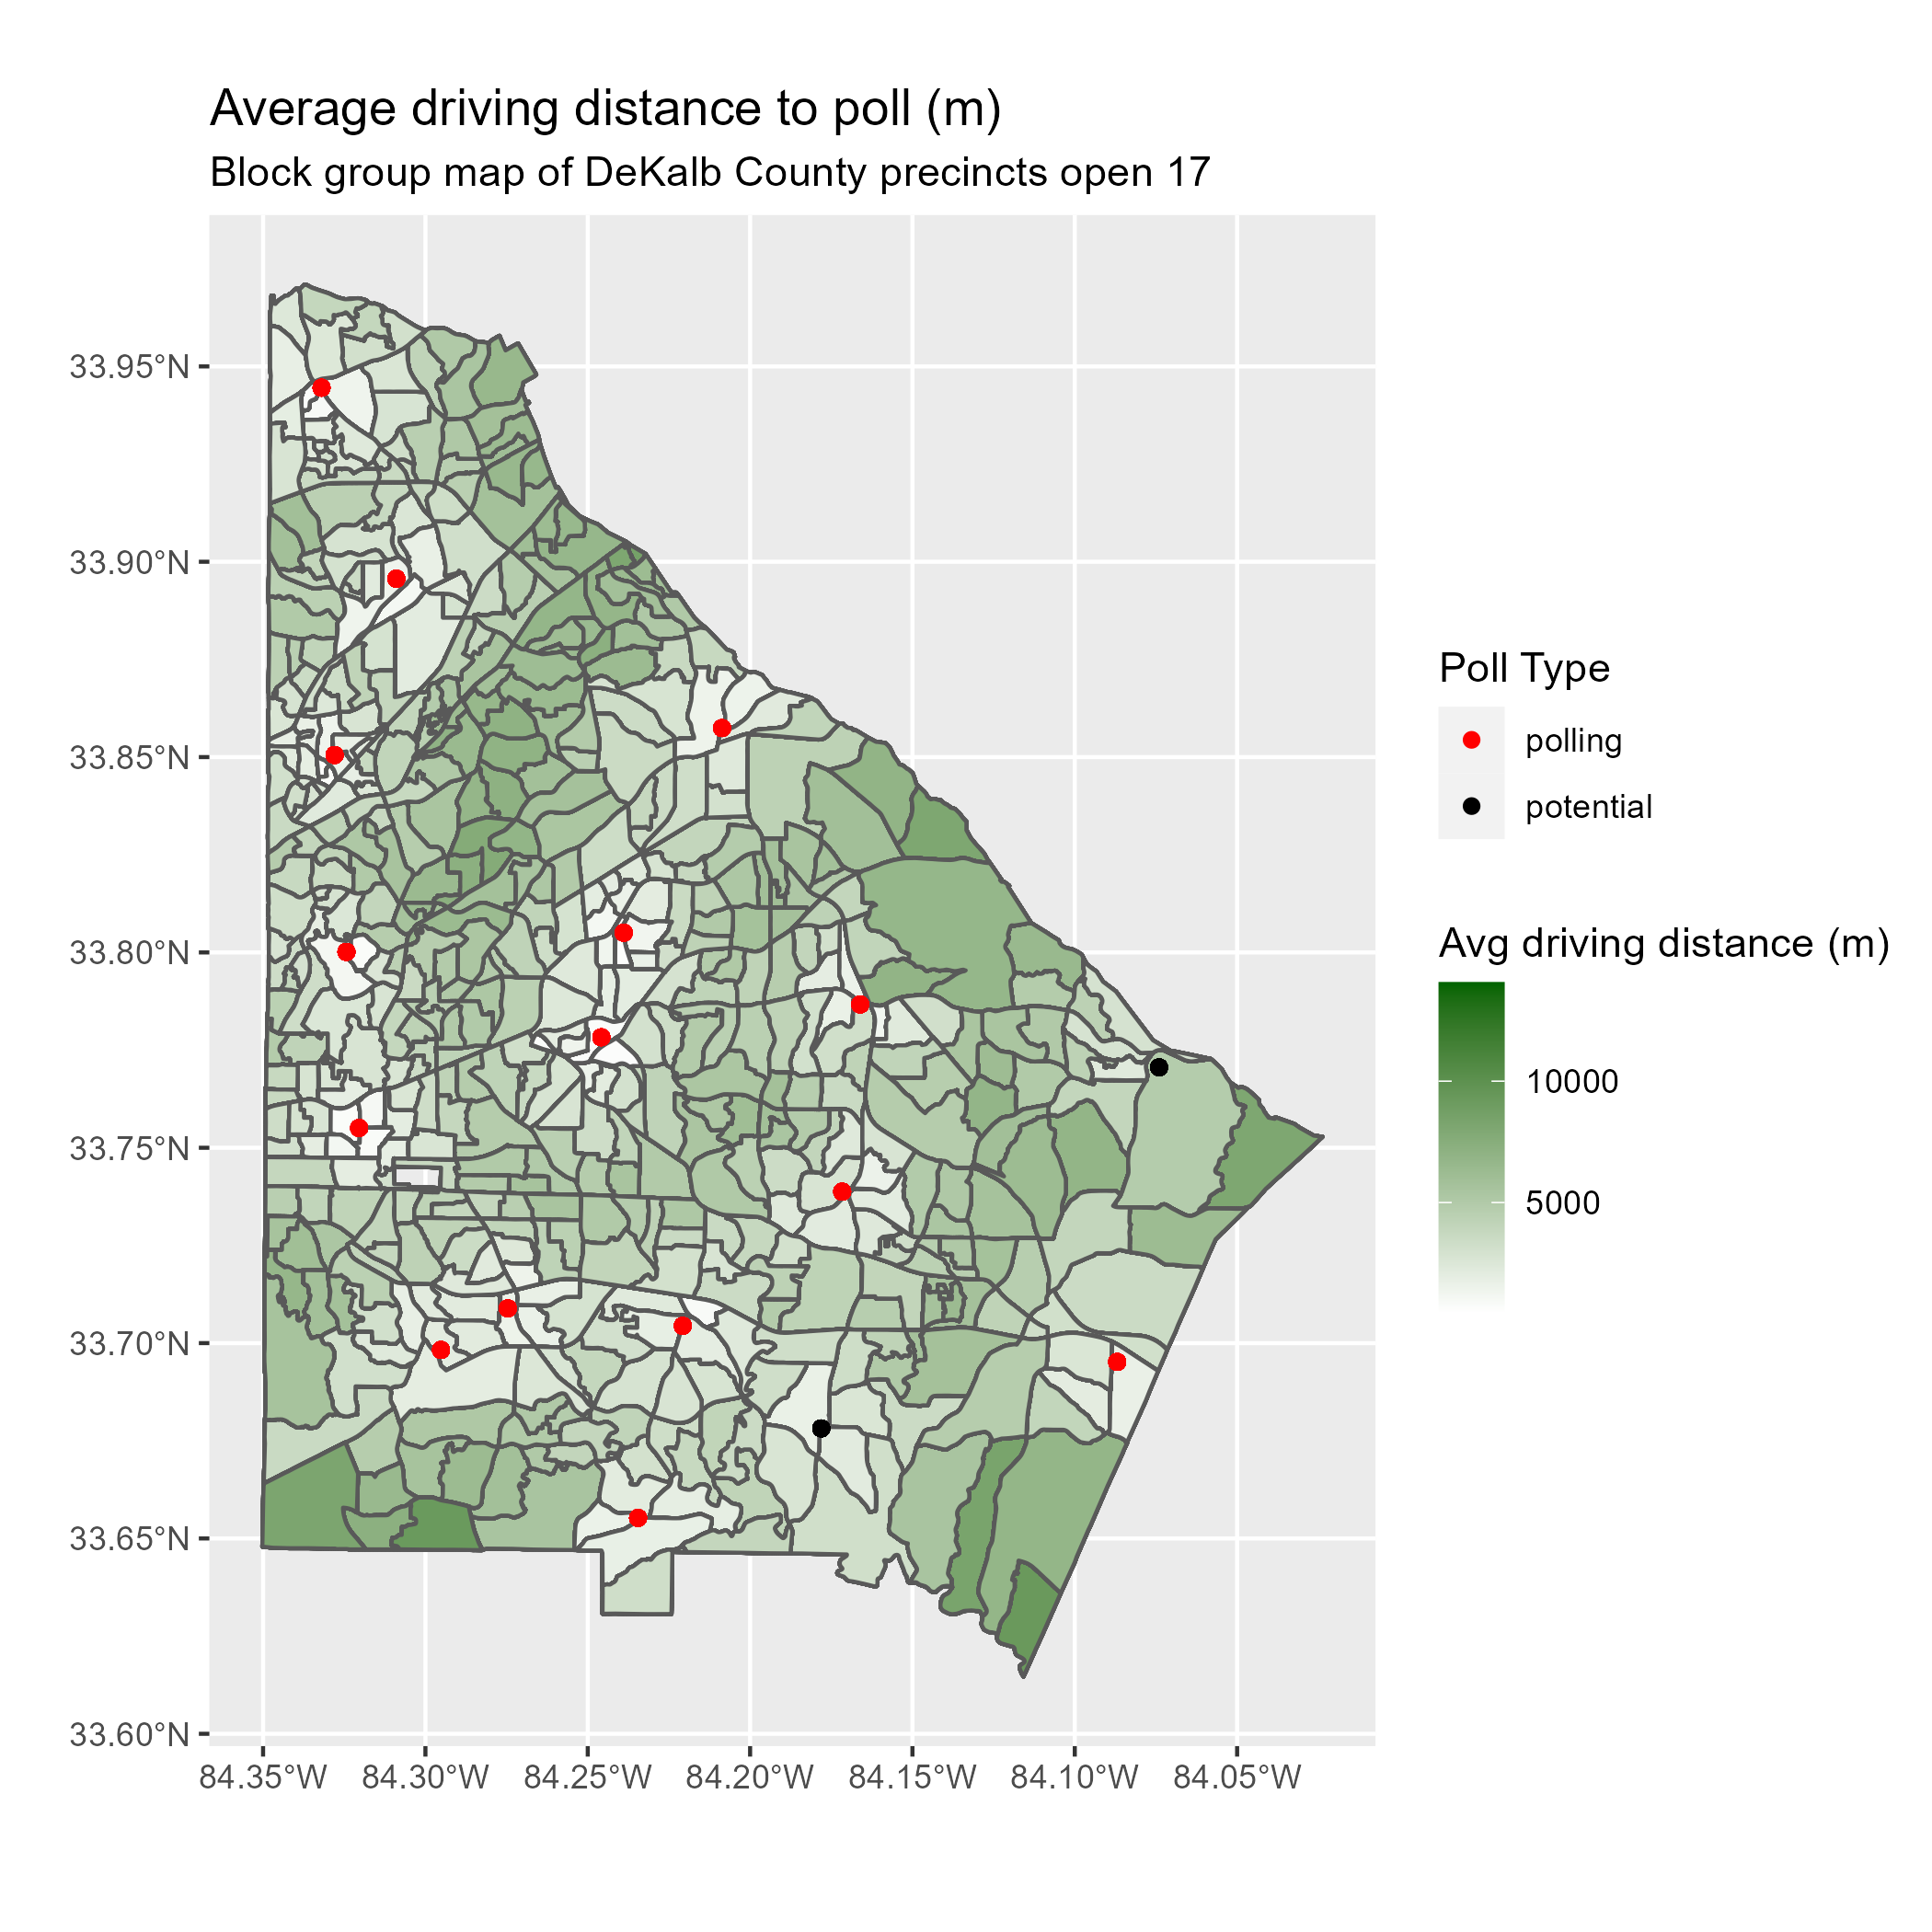 Average driving distance to poll (m)
Block group map of DeKalb County precincts open 17
33.95°N
33.90°N
33.85°N
33.80°N
33.75°N
33.70°N
33.65°N
33.60°N
84.35°W
84.30°W
84.25°W
84.20°W
84.15°W
84.10°W
84.05°W
Poll Type
polling
potential
Avg driving distance (m)
10000
5000